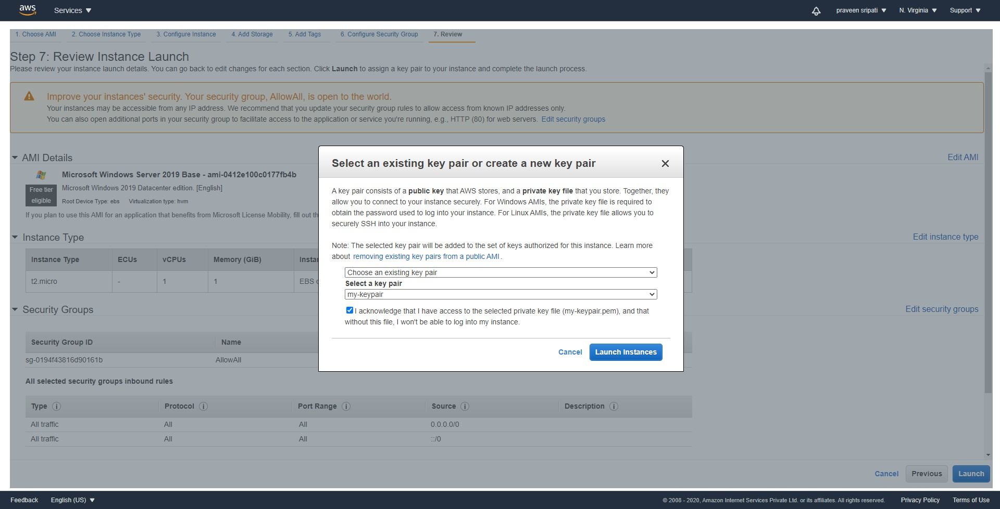 aws
Services
praveen sripati
N. Virginia
Support
1. Choose AMI
2. Choose Instance Type
3. Configure Instance
4. Add Storage
5. Add Tags
6. Configure Security Group
7. Review
Step 7: Review Instance Launch
Please review your instance launch details. You can go back to edit changes for each section. Click Launch to assign a key pair to your instance and complete the launch process.
Improve your instances' security. Your security group, AllowAll, is open to the world.
Your instances may be accessible from any IP address. We recommend that you update your security group rules to allow access from known IP addresses only.
You can also open additional ports in your security group to facilitate access to the application or service you're running, e.g., HTTP (80) for web servers. Edit security groups
AMI Details
Edit AMI
Microsoft Windows Server 2019 Base - ami-0412e100c0177fb4b
Free tier
eligible
Microsoft Windows 2019 Datacenter edition. [English]
Root Device Type: ebs Virtualization type: hvm
If you plan to use this AMI for an application that benefits from Microsoft License Mobility, fill out th
Instance Type
Edit instance type
Instance Type ECUs vCPUs Memory (GiB)
t2.micro - 1 1 EBS
Security Groups
Edit security groups
Security Group ID Name
sg-0194f43816d90161b AllowAll
All selected security groups inbound rules
Type Protocol Port Range Source Description
All traffic All All 0.0.0.0/0
All traffic All All ::/0
Select an existing key pair or create a new key pair
A key pair consists of a public key that AWS stores, and a private key file that you store. Together, they
allow you to connect to your instance securely. For Windows AMIs, the private key file is required to
obtain the password used to log into your instance. For Linux AMIs, the private key file allows you to
securely SSH into your instance.
Note: The selected key pair will be added to the set of keys authorized for this instance. Learn more
about removing existing key pairs from a public AMI.
Choose an existing key pair
Select a key pair
my-keypair
I acknowledge that I have access to the selected private key file (my-keypair.pem), and that
without this file, I won't be able to log into my instance.
Cancel
Launch Instances
Cancel
Previous
Launch
Feedback
English (US)
© 2008 - 2020, Amazon Internet Services Private Ltd. or its affiliates. All rights reserved.
Privacy Policy
Terms of Use